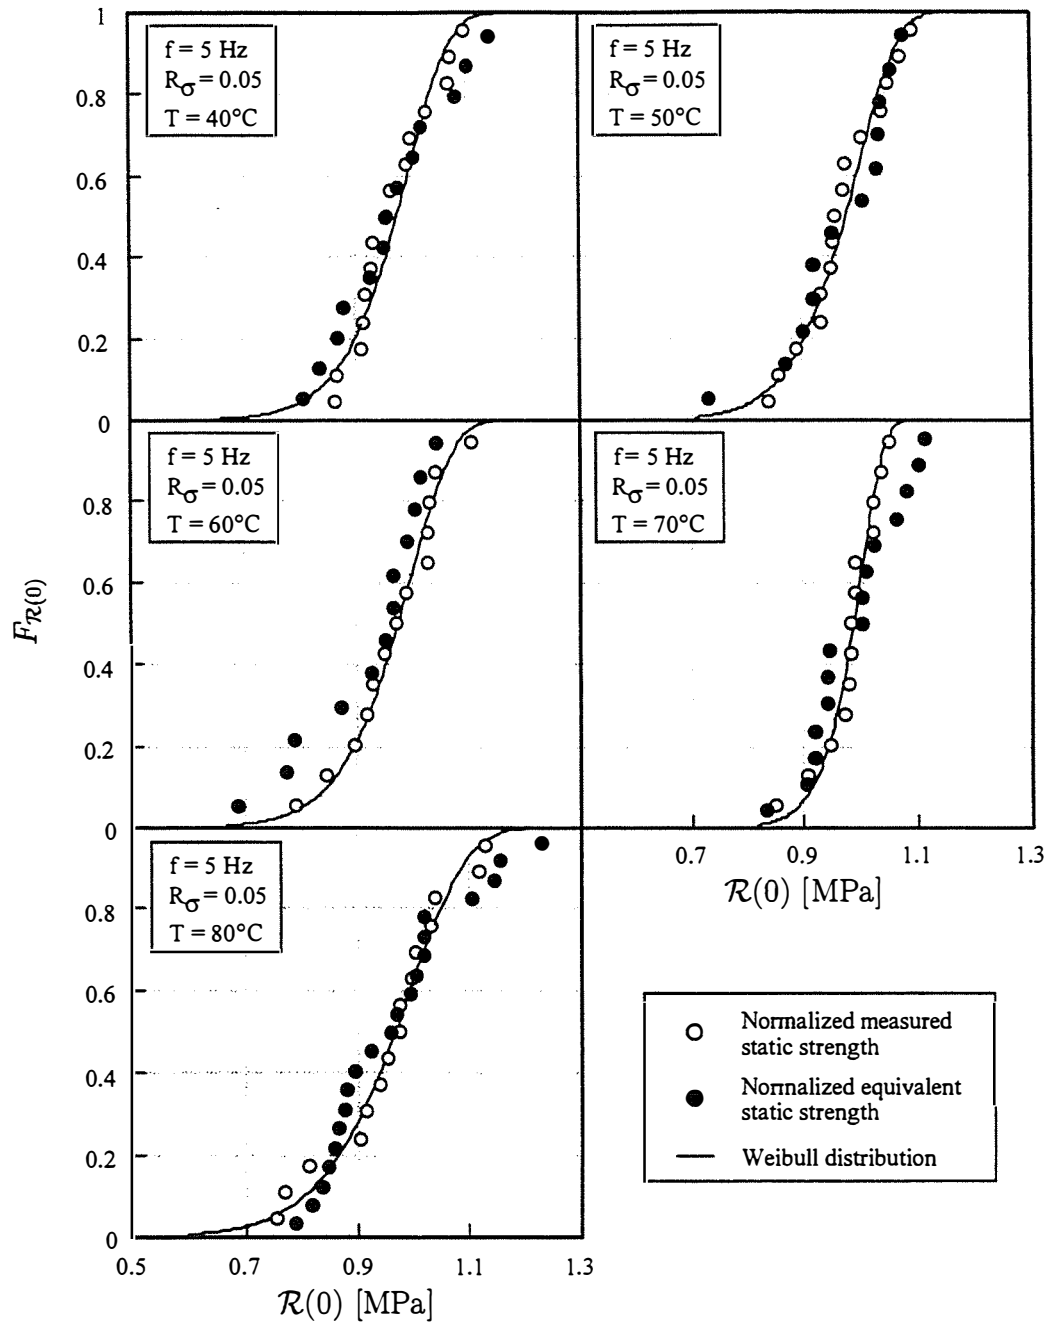 f = 5 Hz
Rσ = 0.05
T = 40°C
f = 5 Hz
Rσ = 0.05
T = 50°C
1
0.8
0.6
0.4
0.2
0
f = 5 Hz
Rσ = 0.05
T = 60°C
f = 5 Hz
Rσ = 0.05
T = 70°C
0.8
0.6
0.4
0.2
0
F_R(0)
0.7
0.9
1.1
1.3
R(0) [MPa]
f = 5 Hz
Rσ = 0.05
T = 80°C
0.8
0.6
0.4
0.2
0
0.5
0.7
0.9
1.1
1.3
R(0) [MPa]
Normalized measured
static strength
Normalized equivalent
static strength
Weibull distribution